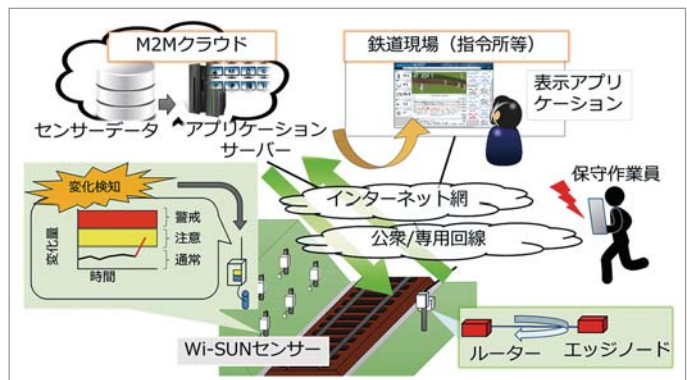 M2Mクラウド
鉄道現場（指令所等）
表示アプリ
ケーション
センサーデータ
アプリケーション
サーバー
変化検知
変化量
警戒
注意
通常
時間
インターネット網
公衆/専用回線
保守作業員
Wi-SUNセンサー
ルーター
エッジノード